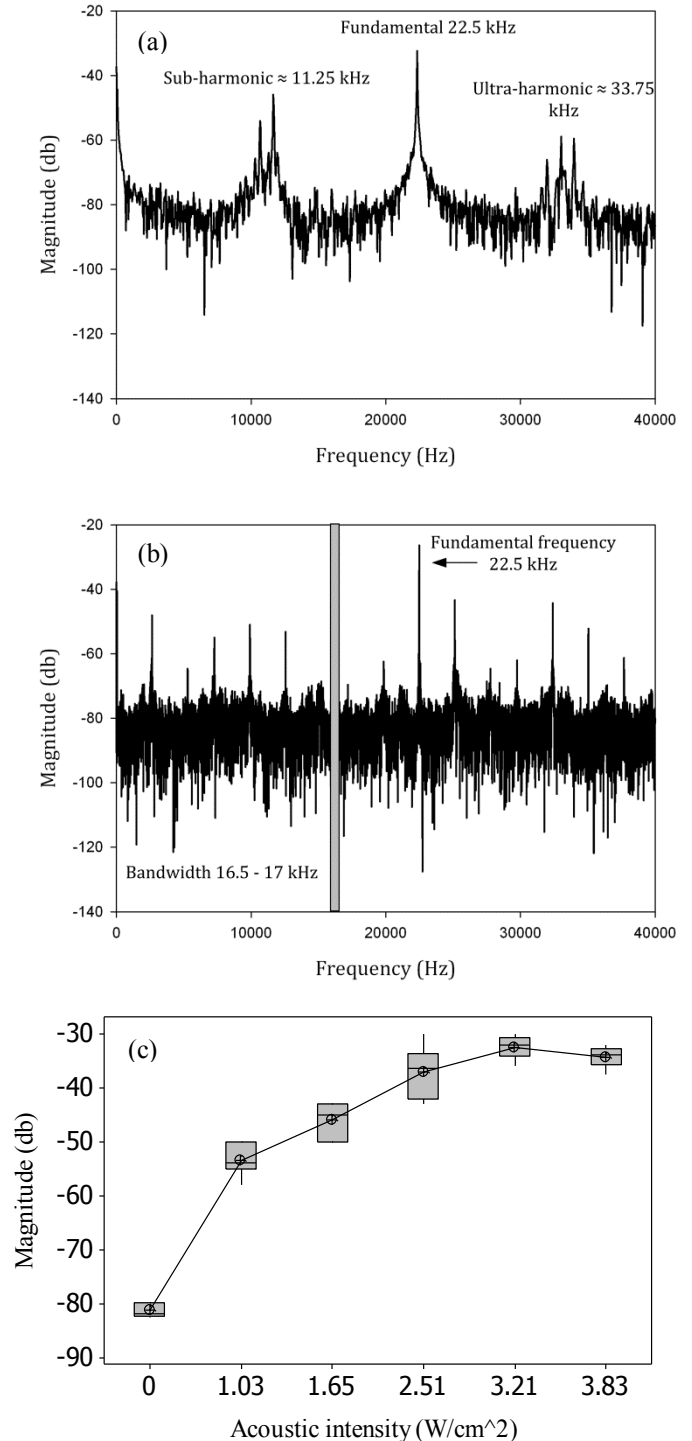 (a)
Fundamental 22.5 kHz
Sub-harmonic ≈ 11.25 kHz
Ultra-harmonic ≈ 33.75
kHz
Magnitude (db)
-20
-40
-60
-80
-100
-120
-140
0 10000 20000 30000 40000
Frequency (Hz)
(b)
Fundamental frequency
22.5 kHz
Bandwidth 16.5 - 17 kHz
Magnitude (db)
-20
-40
-60
-80
-100
-120
-140
0 10000 20000 30000 40000
Frequency (Hz)
(c)
Magnitude (db)
-30
-40
-50
-60
-70
-80
-90
0 1.03 1.65 2.51 3.21 3.83
Acoustic intensity (W/cm^2)